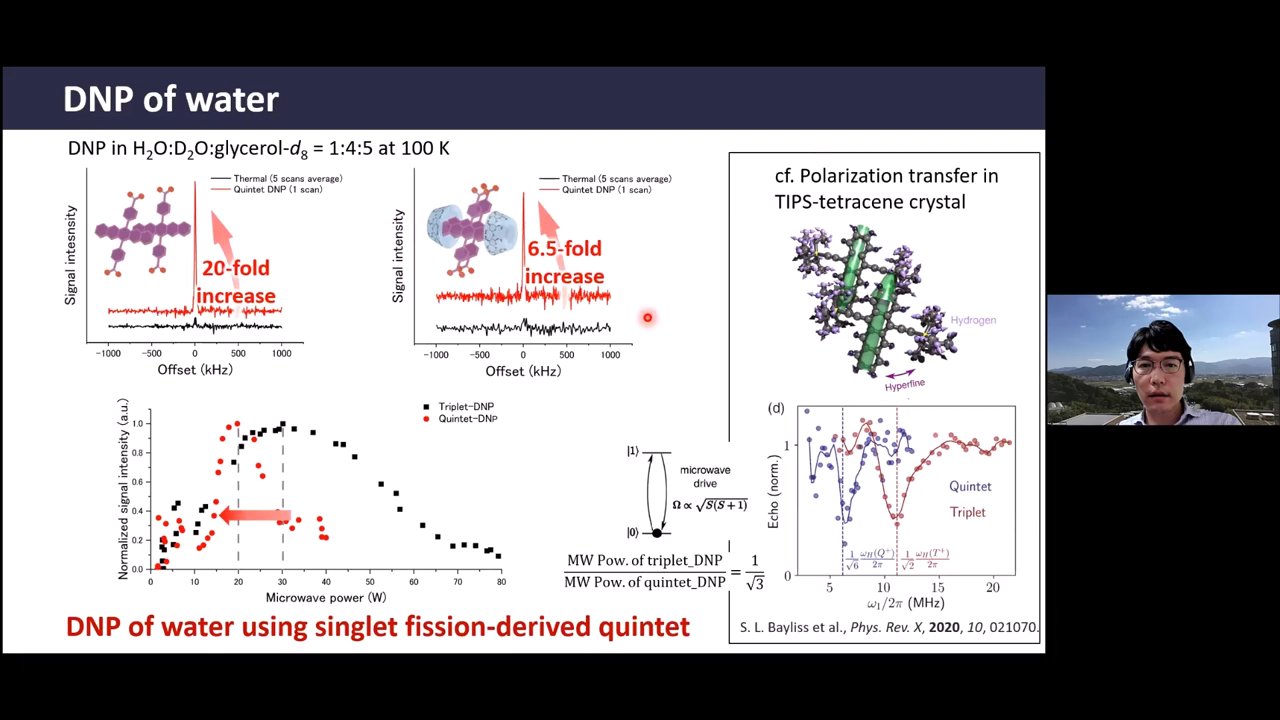 DNP of water
DNP in H₂O:D₂O:glycerol-d₈ = 1:4:5 at 100 K
Signal intesnsity
Thermal (5 scans average)
Quintet DNP (1 scan)
20-fold
increase
-1000 -500 0 500 1000
Offset (kHz)
Signal intensity
Thermal (5 scans average)
Quintet DNP (1 scan)
6.5-fold
increase
-1000 -500 0 500 1000
Offset (kHz)
cf. Polarization transfer in
TIPS-tetracene crystal
Hydrogen
Hyperfine
Normalized signal intensity (a.u.)
1.0
0.8
0.6
0.4
0.2
0.0
0 10 20 30 40 50 60 70 80
Microwave power (W)
Triplet-DNP
Quintet-DNP
|1⟩
|0⟩
microwave
drive
Ω ∝ √S(S+1)
MW Pow. of triplet_DNP / MW Pow. of quintet_DNP = 1/√3
(d)
Echo (norm.)
1
0
Quintet
Triplet
1/√6 ω_H(Q⁺)/2π
1/√2 ω_H(T⁺)/2π
5 10 15 20
ω₁/2π (MHz)
S. L. Bayliss et al., Phys. Rev. X, 2020, 10, 021070.
DNP of water using singlet fission-derived quintet